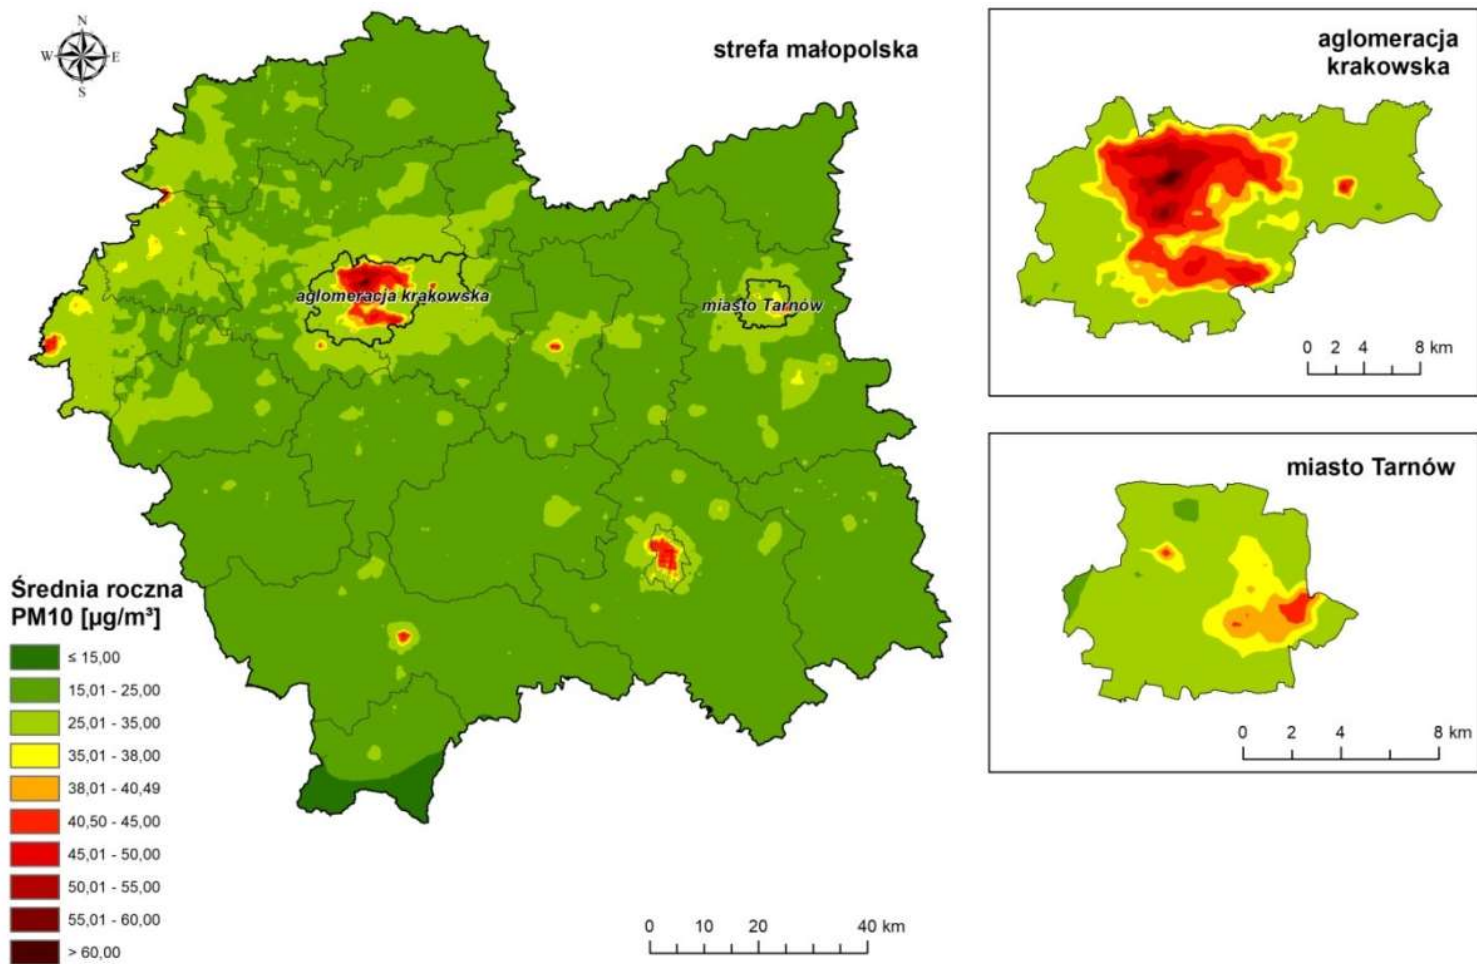 N
W E
S
strefa małopolska
aglomeracja krakowska
miasto Tarnów
Średnia roczna
PM10 [µg/m³]
≤ 15,00
15,01 - 25,00
25,01 - 35,00
35,01 - 38,00
38,01 - 40,49
40,50 - 45,00
45,01 - 50,00
50,01 - 55,00
55,01 - 60,00
> 60,00
0 10 20 40 km
aglomeracja
krakowska
0 2 4 8 km
miasto Tarnów
0 2 4 8 km